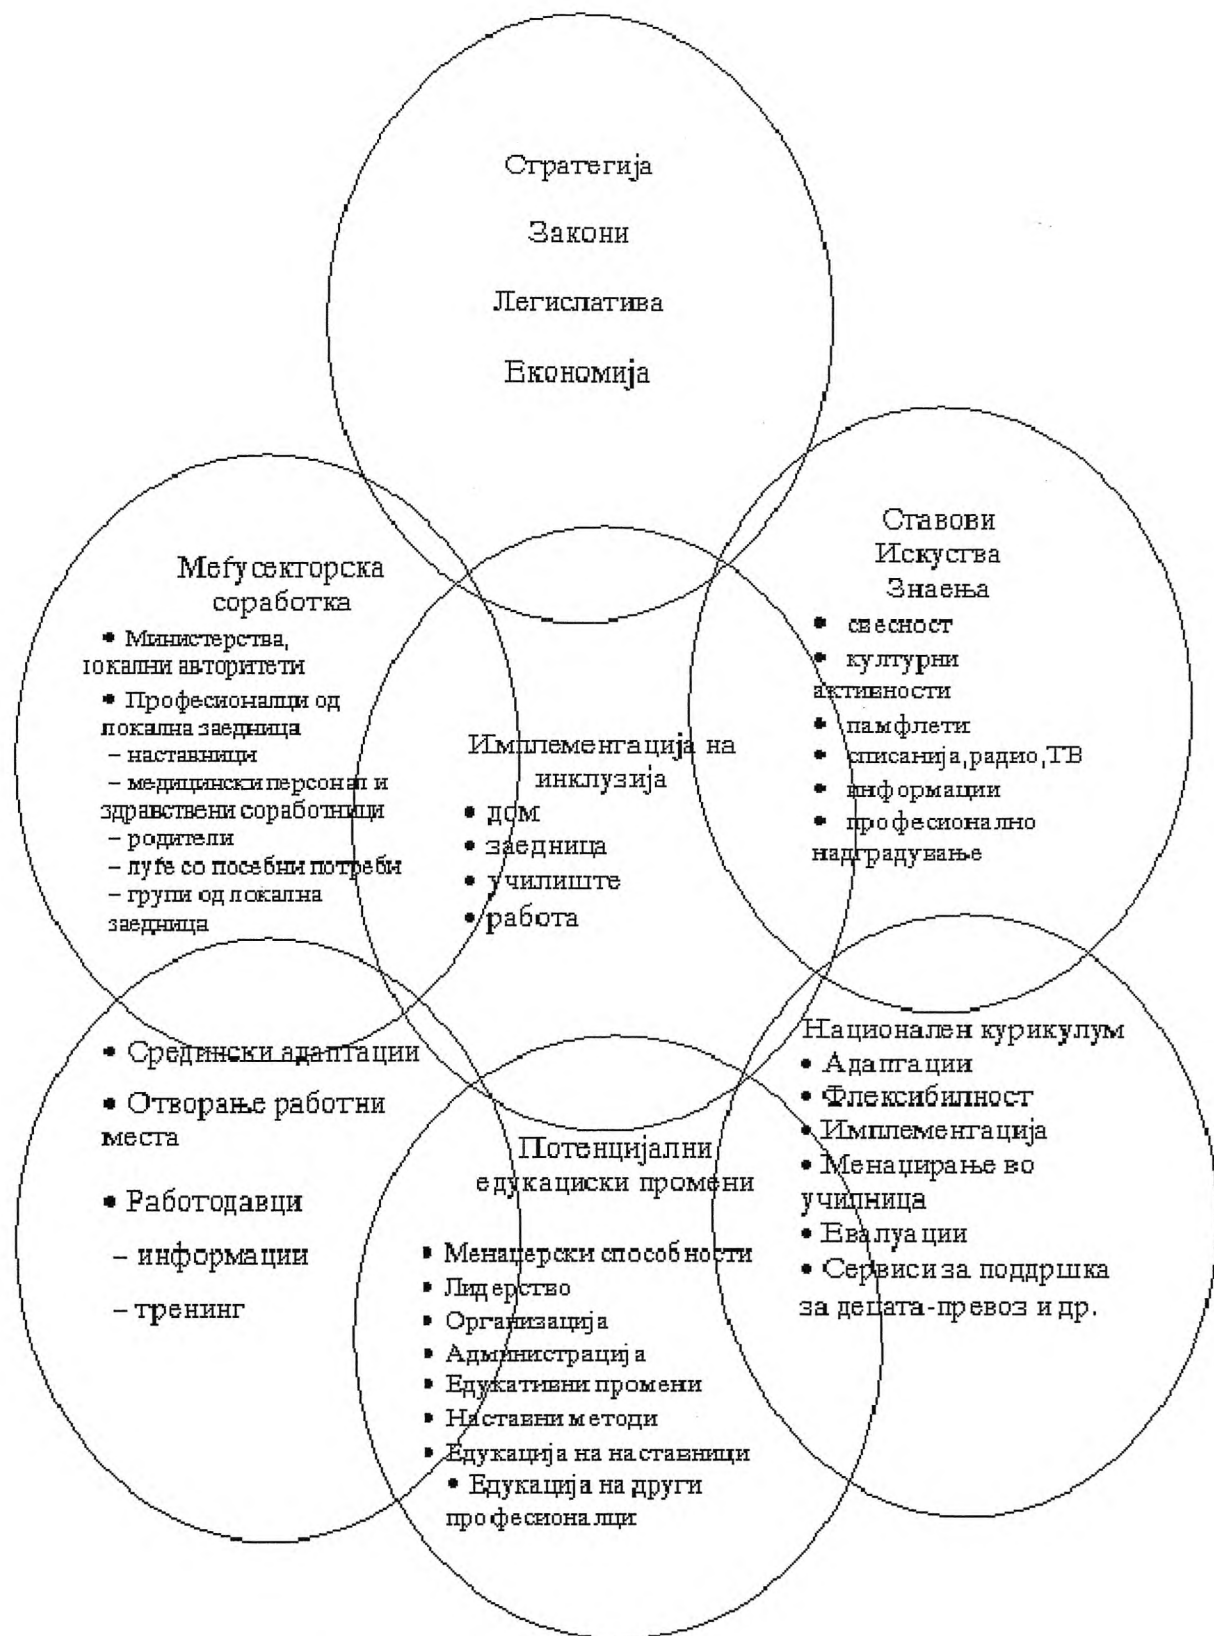 Стратегија
Закони
Легислатива
Економија
Меѓусекторска
соработка
• Министерства,
локални авторитети
• Професионалци од
локална заедница
– наставници
– медицински персонал и
здравствени соработници
– родители
– луѓе со посебни потреби
– групи од локална
заедница
Ставови
Искуства
Знаења
• свесност
• културни
активности
• памфлети
• списанија,радио,ТВ
• информации
• професионално
надградување
Имплементација на
инклузија
• дом
• заедница
• училиште
• работа
• Средински адаптации
• Отворање работни
места
• Работодавци
– информации
– тренинг
Потенцијални
едукациски промени
• Менаџерски способности
• Лидерство
• Организација
• Администрација
• Едукативни промени
• Наставни методи
• Едукација на наставници
• Едукација на други
професионалци
Национален курикулум
• Адаптации
• Флексибилност
• Имплементација
• Менаџирање во
училница
• Евалуации
• Сервиси за поддршка
за децата-превоз и др.